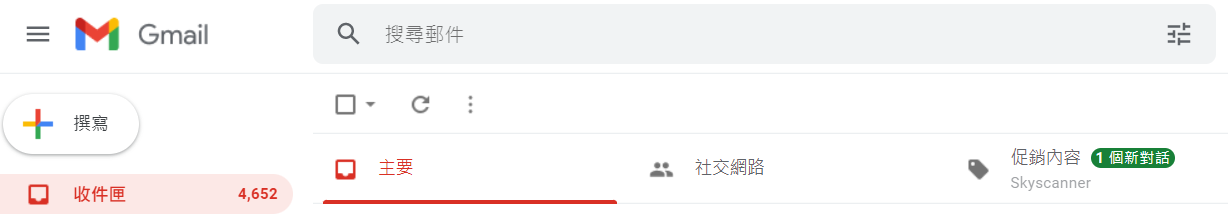 Gmail
搜尋郵件
撰寫
收件匣
4,652
主要
社交網路
促銷內容
1 個新對話
Skyscanner